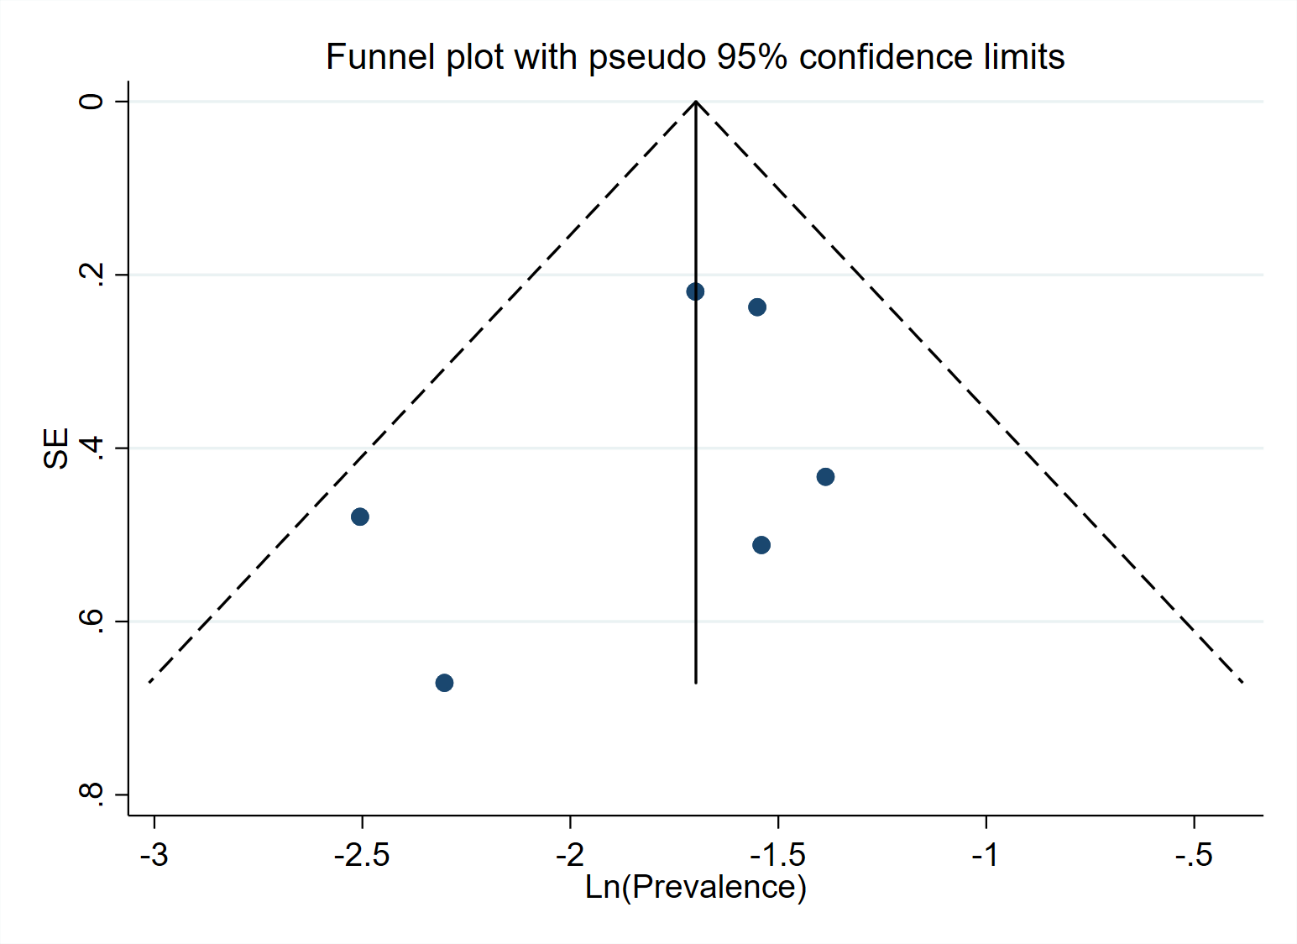 Funnel plot with pseudo 95% confidence limits
0
.2
.4
.6
.8
SE
-3 -2.5 -2 -1.5 -1 -.5
Ln(Prevalence)